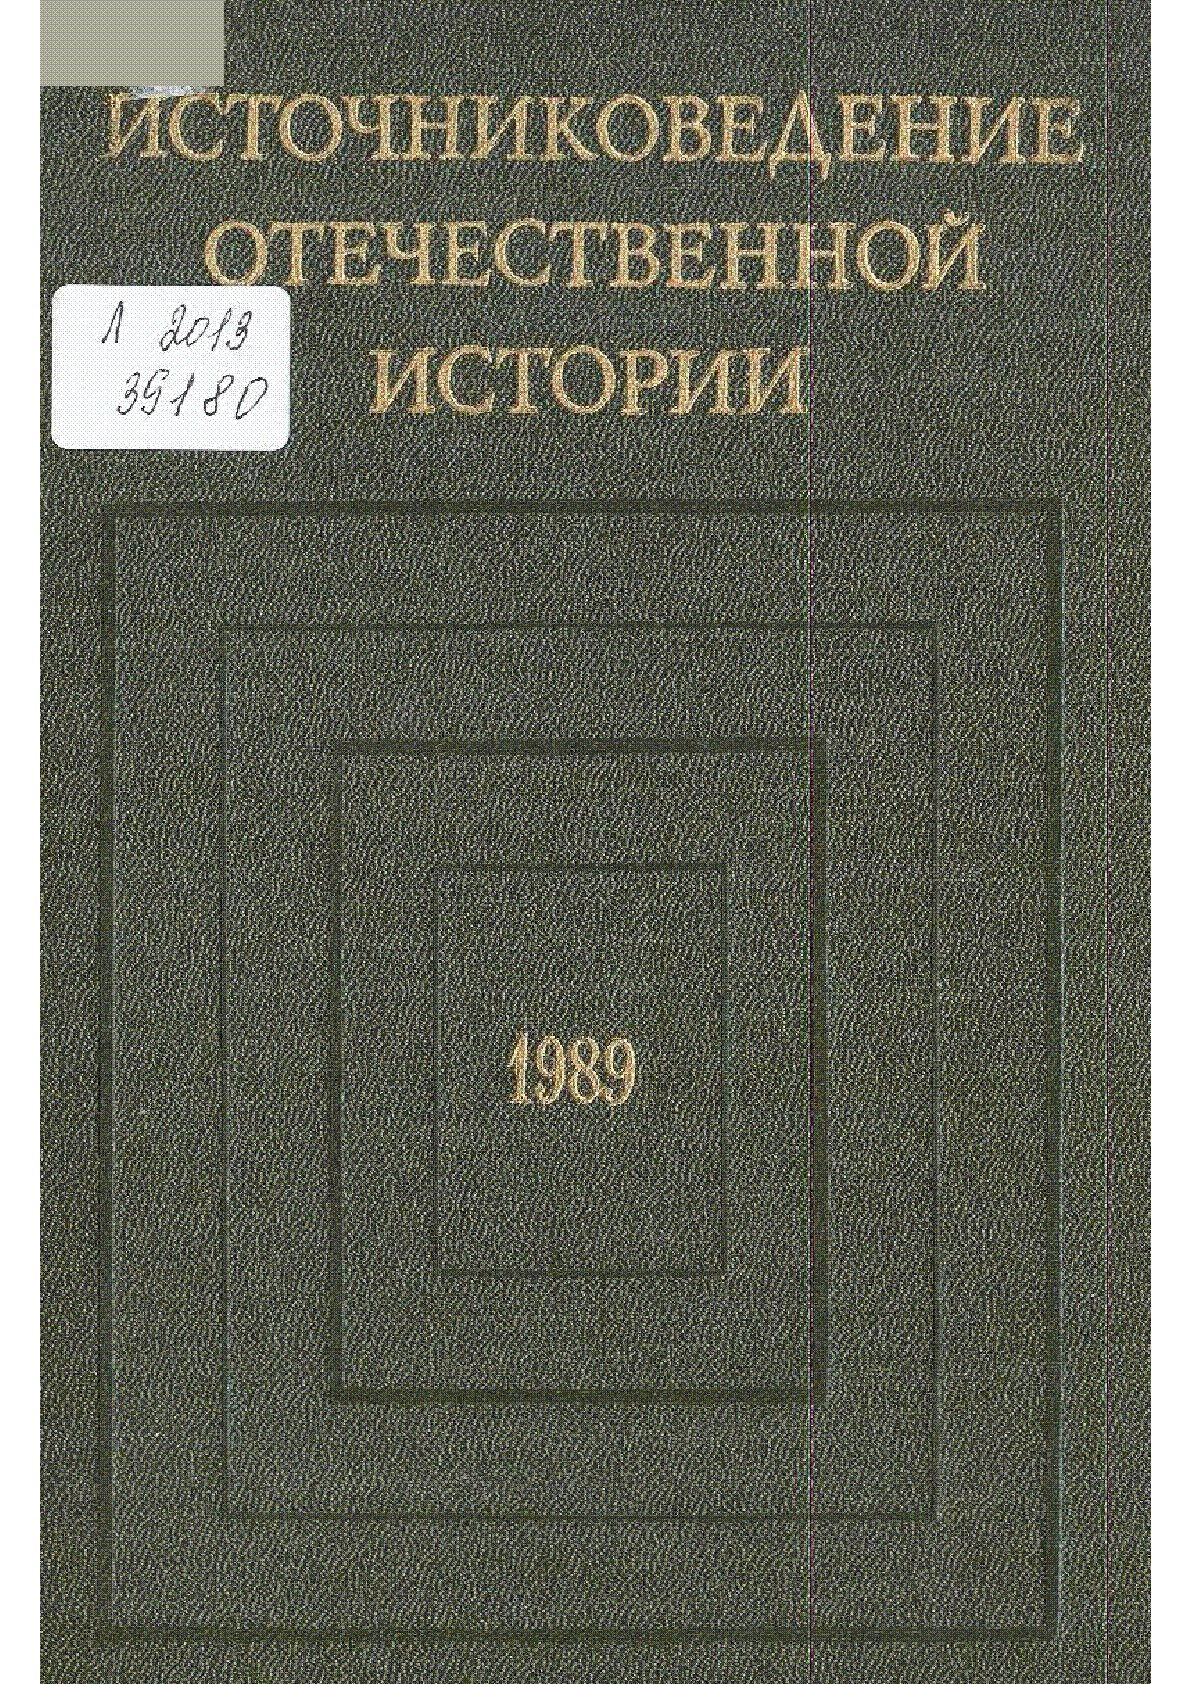 ИСТОЧНИКОВЕДЕНИЕ
ОТЕЧЕСТВЕННОЙ
ИСТОРИИ
Л 2013
39180
1989